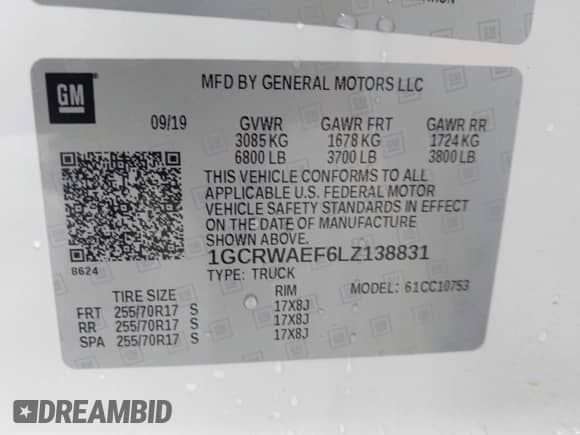 GM
MFD BY GENERAL MOTORS LLC
09/19 GVWR GAWR FRT GAWR RR
3085 KG 1678 KG 1724 KG
6800 LB 3700 LB 3800 LB
THIS VEHICLE CONFORMS TO ALL
APPLICABLE U.S. FEDERAL MOTOR
VEHICLE SAFETY STANDARDS IN EFFECT
ON THE DATE OF MANUFACTURE
SHOWN ABOVE.
1GCRWAEF6LZ138831
8624
TYPE: TRUCK MODEL: 61CC10753
TIRE SIZE RIM
FRT 255/70R17 S 17X8J
RR 255/70R17 S 17X8J
SPA 255/70R17 S 17X8J
DREAMBID